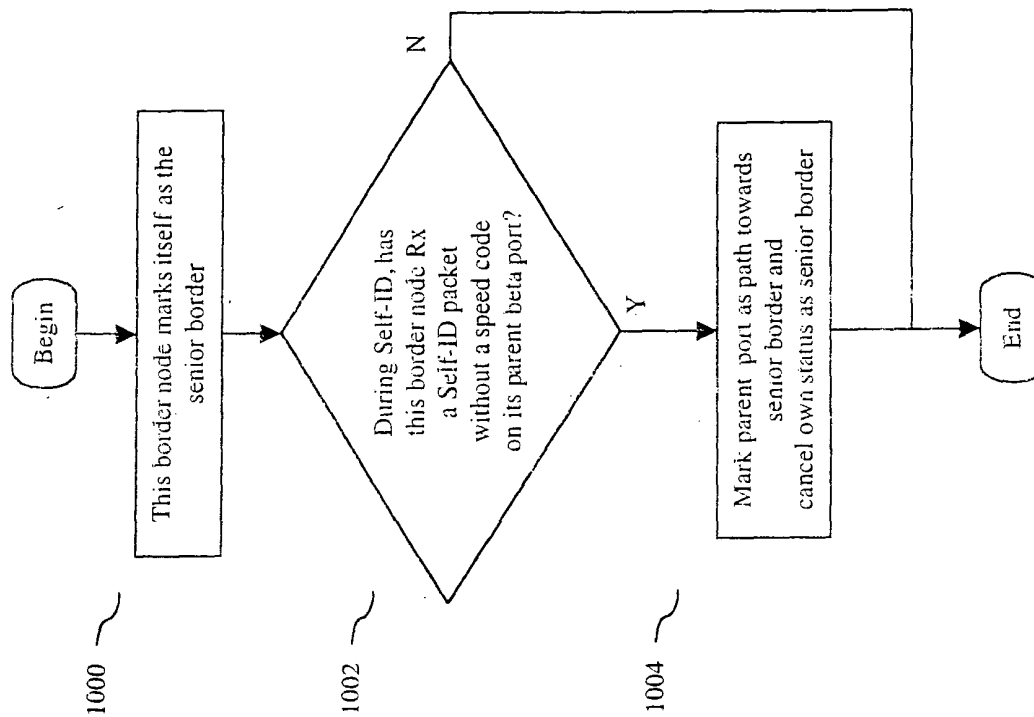 Begin
1000
This border node marks itself as the
senior border
1002
During Self-ID, has
this border node Rx
a Self-ID packet
without a speed code
on its parent beta port?
N
Y
1004
Mark parent port as path towards
senior border and
cancel own status as senior border
End